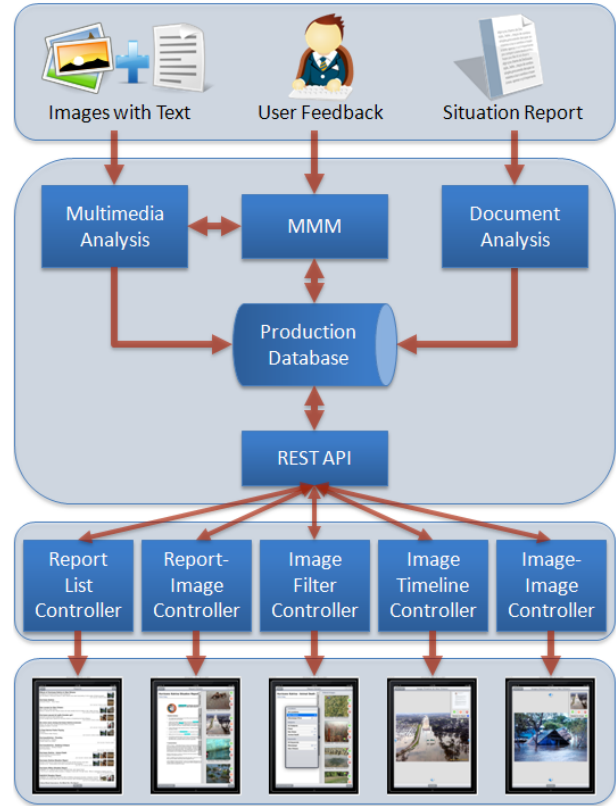 Images with Text
User Feedback
Situation Report
Multimedia
Analysis
MMM
Document
Analysis
Production
Database
REST API
Report
List
Controller
Report-
Image
Controller
Image
Filter
Controller
Image
Timeline
Controller
Image-
Image
Controller